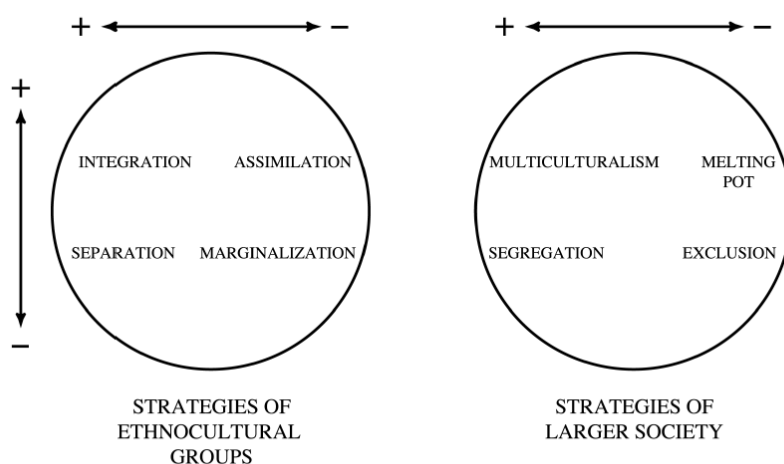 + −
+ −
+
INTEGRATION ASSIMILATION
MULTICULTURALISM MELTING
POT
SEPARATION MARGINALIZATION
SEGREGATION EXCLUSION
−
STRATEGIES OF
ETHNOCULTURAL
GROUPS
STRATEGIES OF
LARGER SOCIETY